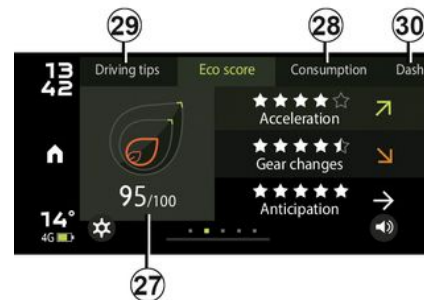 29 28 30
13
42
Driving tips Eco score Consumption Dash
Acceleration
Gear changes
95/100
Anticipation
14°
4G
27